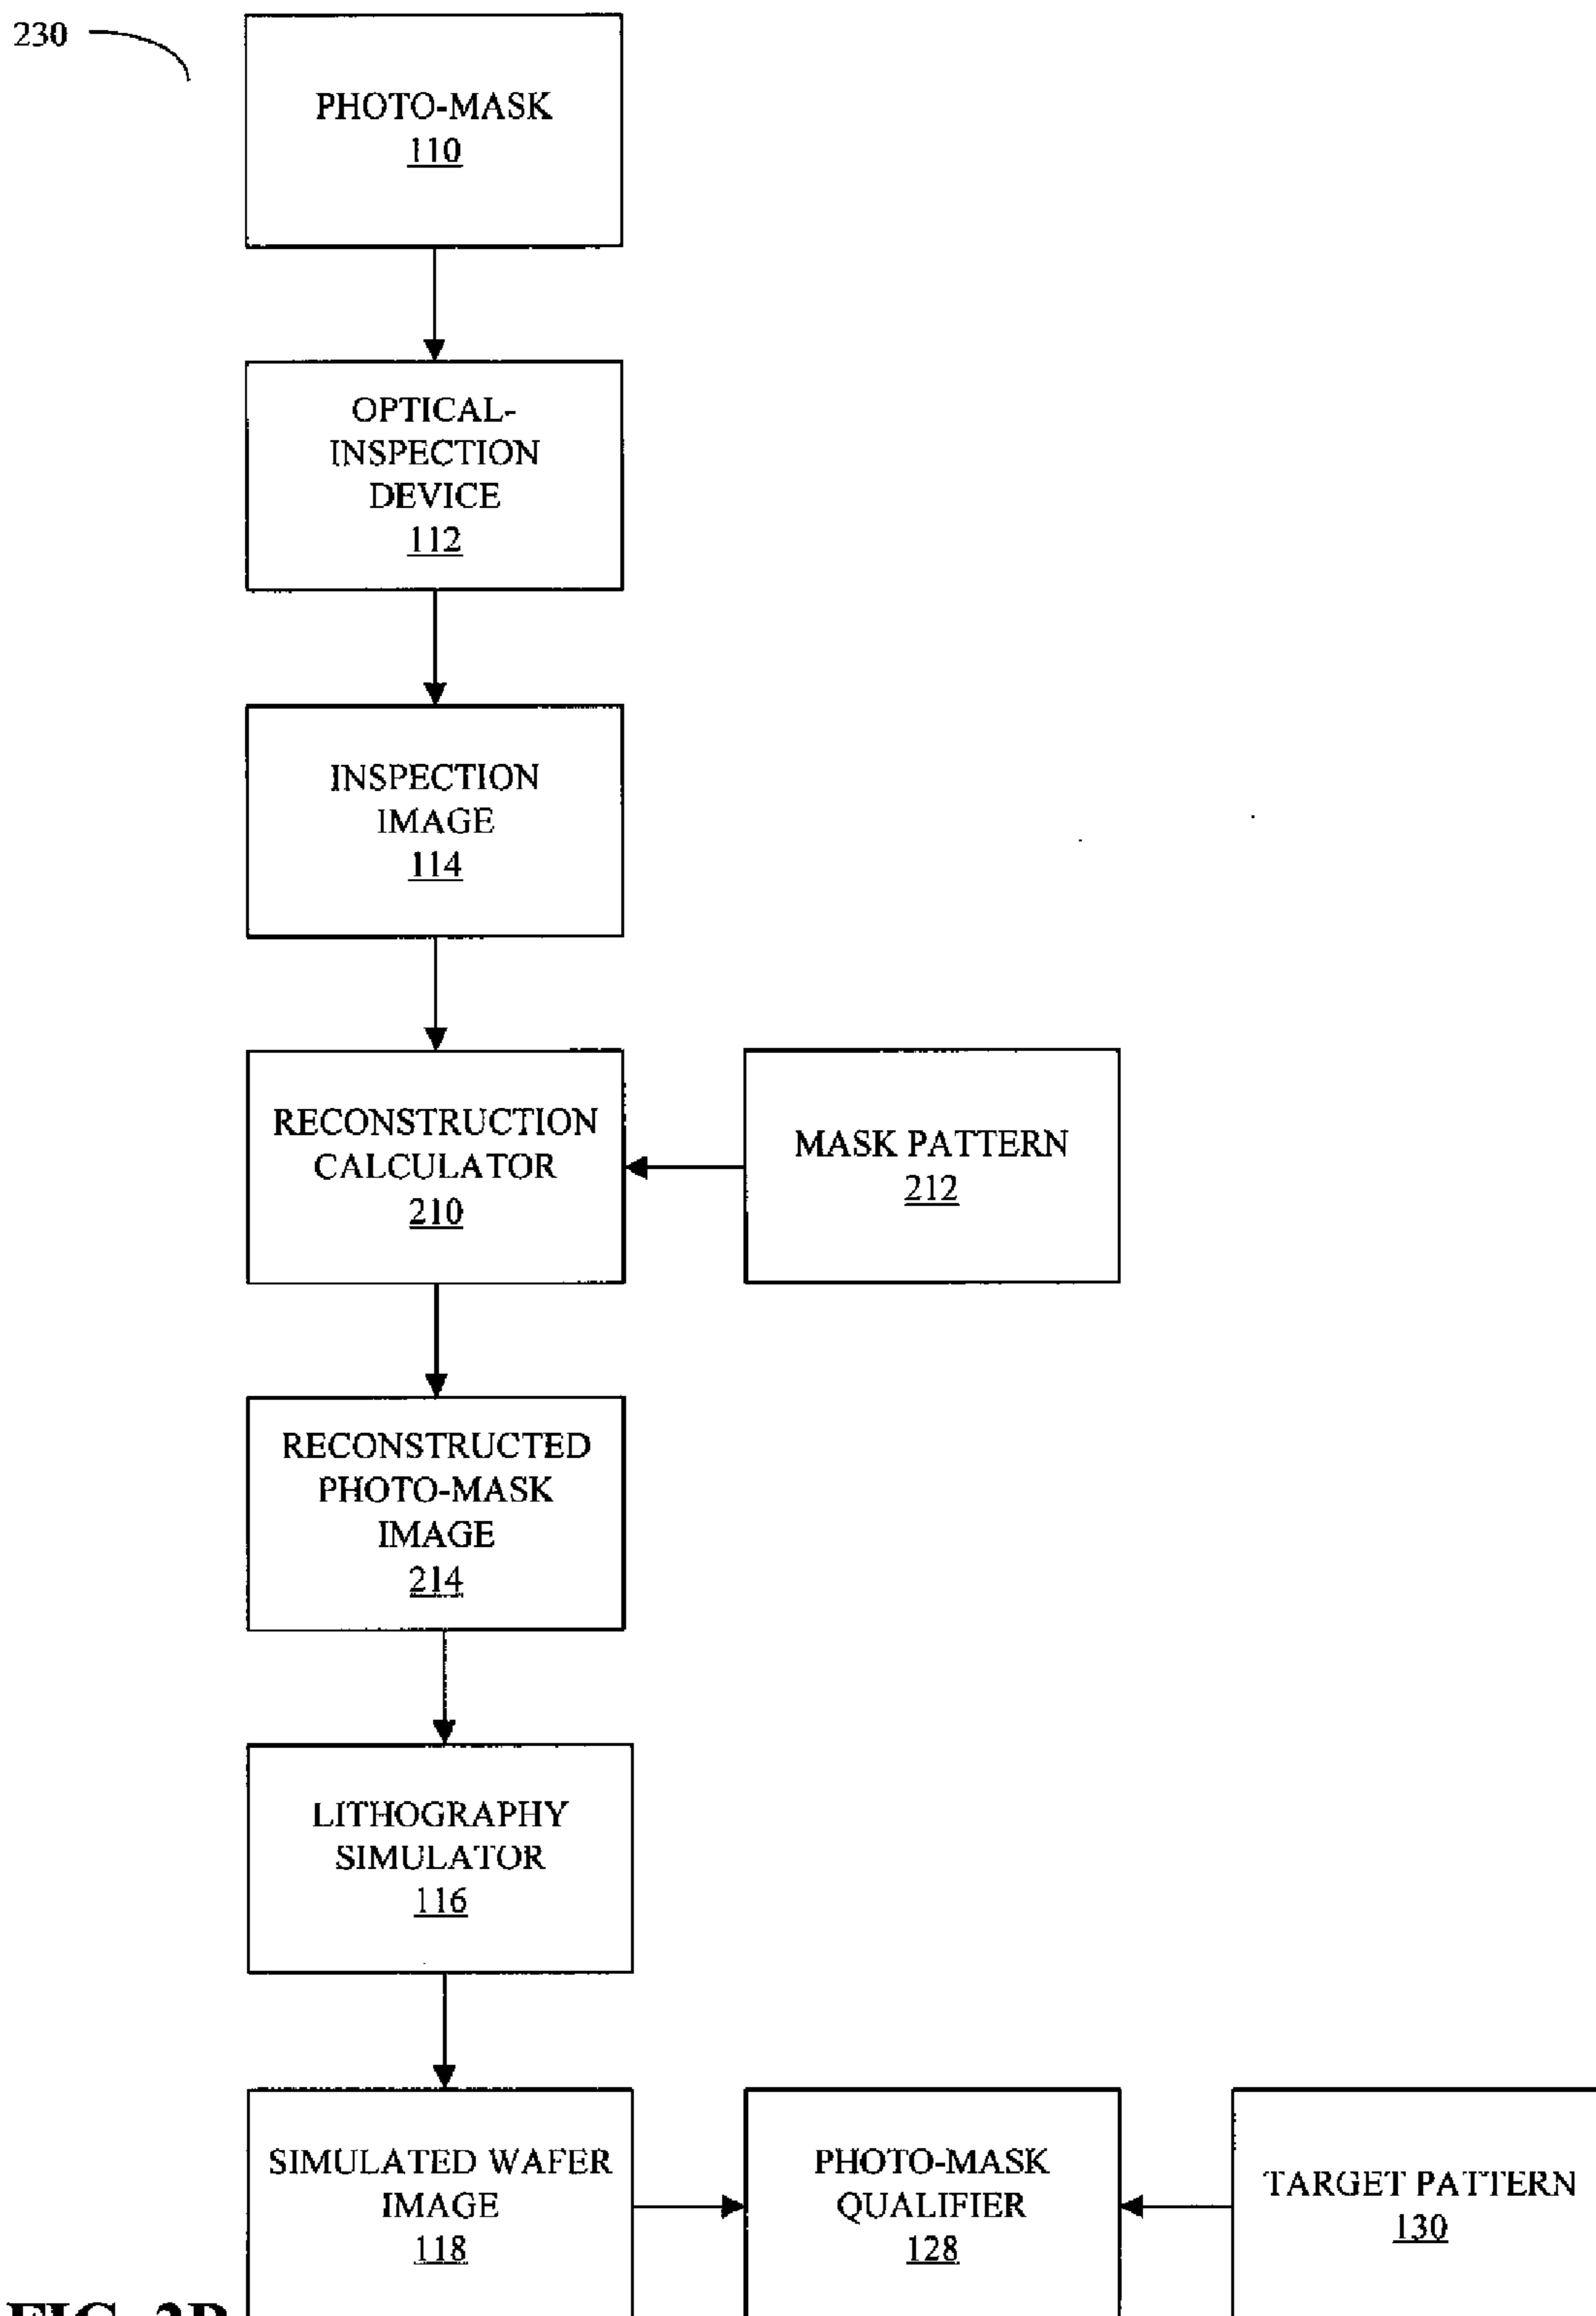 230
PHOTO-MASK
110
OPTICAL-
INSPECTION
DEVICE
112
INSPECTION
IMAGE
114
RECONSTRUCTION
CALCULATOR
210
MASK PATTERN
212
RECONSTRUCTED
PHOTO-MASK
IMAGE
214
LITHOGRAPHY
SIMULATOR
116
SIMULATED WAFER
IMAGE
118
PHOTO-MASK
QUALIFIER
128
TARGET PATTERN
130